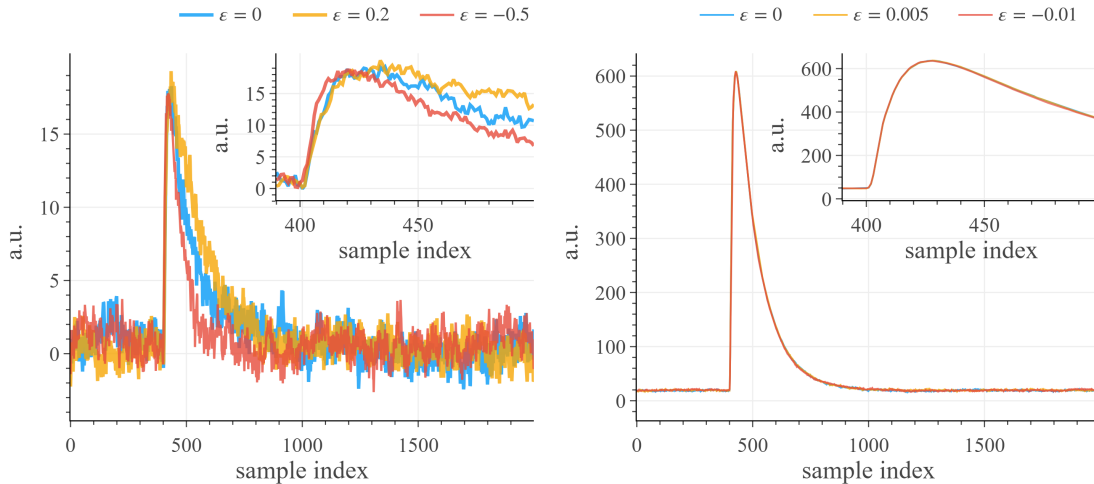 ε = 0 ε = 0.2 ε = −0.5
15
10
5
0
a.u.
400 450
sample index
15
10
5
0
a.u.
0 500 1000 1500
sample index
ε = 0 ε = 0.005 ε = −0.01
600
400
200
0
a.u.
400 450
sample index
600
500
400
300
200
100
0
a.u.
0 500 1000 1500
sample index